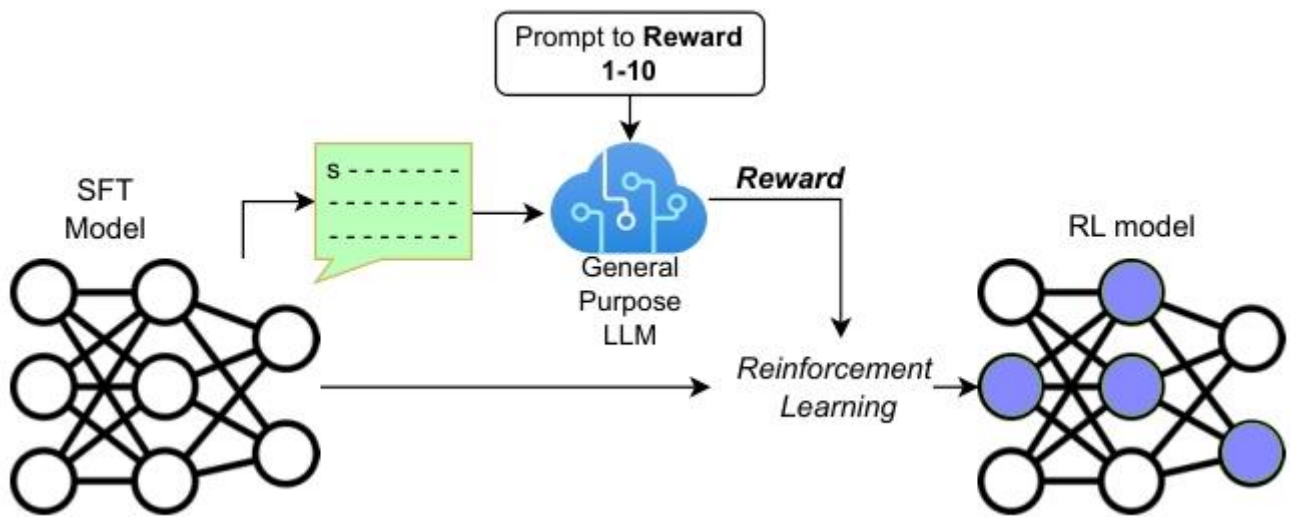 Prompt to Reward
1-10
s - - - - - - -
- - - - - - - -
- - - - - - - -
SFT
Model
Reward
General
Purpose
LLM
RL model
Reinforcement
Learning